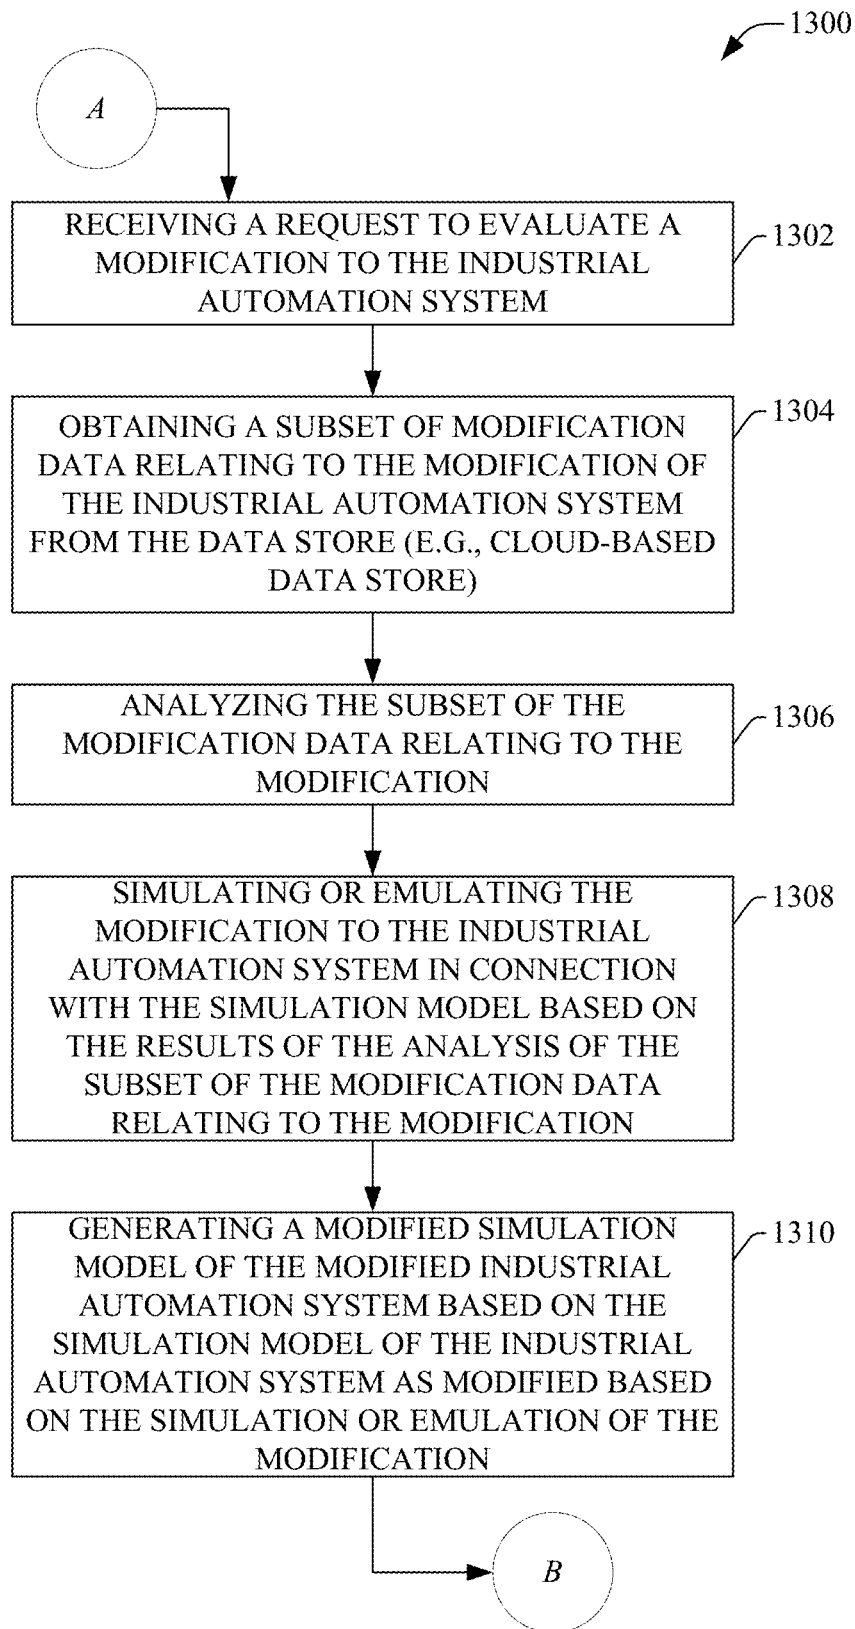 1300
A
RECEIVING A REQUEST TO EVALUATE A
MODIFICATION TO THE INDUSTRIAL
AUTOMATION SYSTEM
1302
OBTAINING A SUBSET OF MODIFICATION
DATA RELATING TO THE MODIFICATION OF
THE INDUSTRIAL AUTOMATION SYSTEM
FROM THE DATA STORE (E.G., CLOUD-BASED
DATA STORE)
1304
ANALYZING THE SUBSET OF THE
MODIFICATION DATA RELATING TO THE
MODIFICATION
1306
SIMULATING OR EMULATING THE
MODIFICATION TO THE INDUSTRIAL
AUTOMATION SYSTEM IN CONNECTION
WITH THE SIMULATION MODEL BASED ON
THE RESULTS OF THE ANALYSIS OF THE
SUBSET OF THE MODIFICATION DATA
RELATING TO THE MODIFICATION
1308
GENERATING A MODIFIED SIMULATION
MODEL OF THE MODIFIED INDUSTRIAL
AUTOMATION SYSTEM BASED ON THE
SIMULATION MODEL OF THE INDUSTRIAL
AUTOMATION SYSTEM AS MODIFIED BASED
ON THE SIMULATION OR EMULATION OF THE
MODIFICATION
1310
B